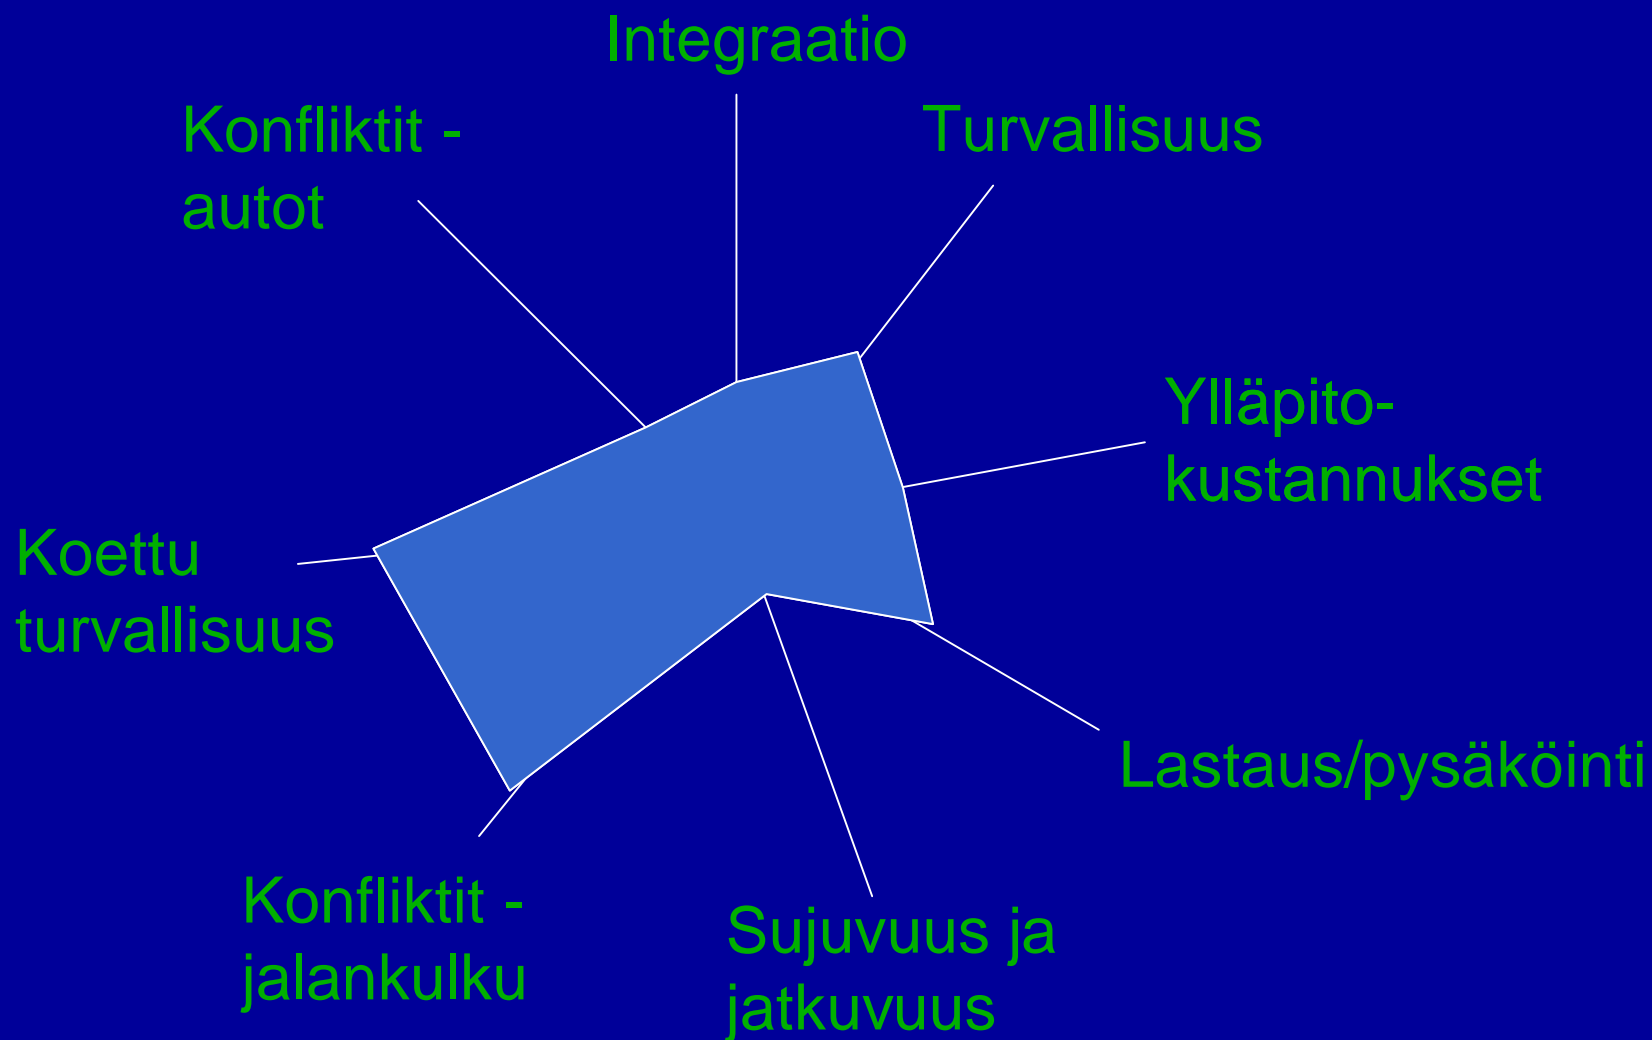 Integraatio
Konfliktit -
autot
Turvallisuus
Ylläpito-
kustannukset
Koettu
turvallisuus
Lastaus/pysäköinti
Konfliktit -
jalankulku
Sujuvuus ja
jatkuvuus